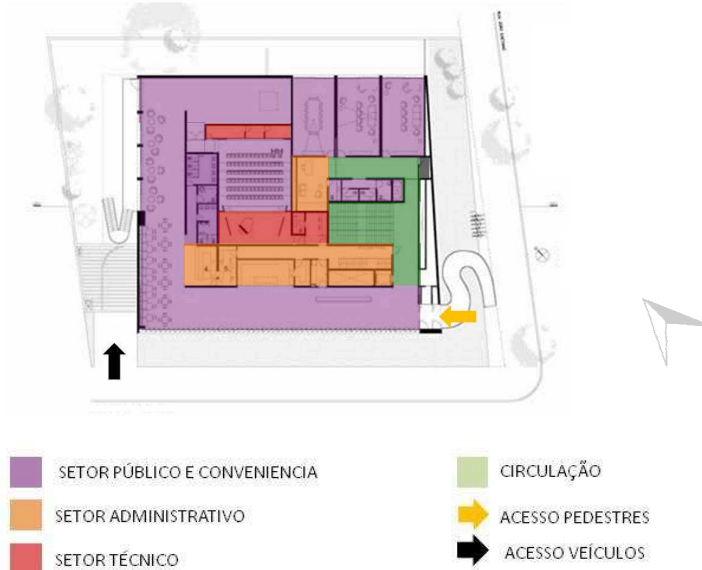 SETOR PÚBLICO E CONVENIENCIA
SETOR ADMINISTRATIVO
SETOR TÉCNICO
CIRCULAÇÃO
ACESSO PEDESTRES
ACESSO VEÍCULOS